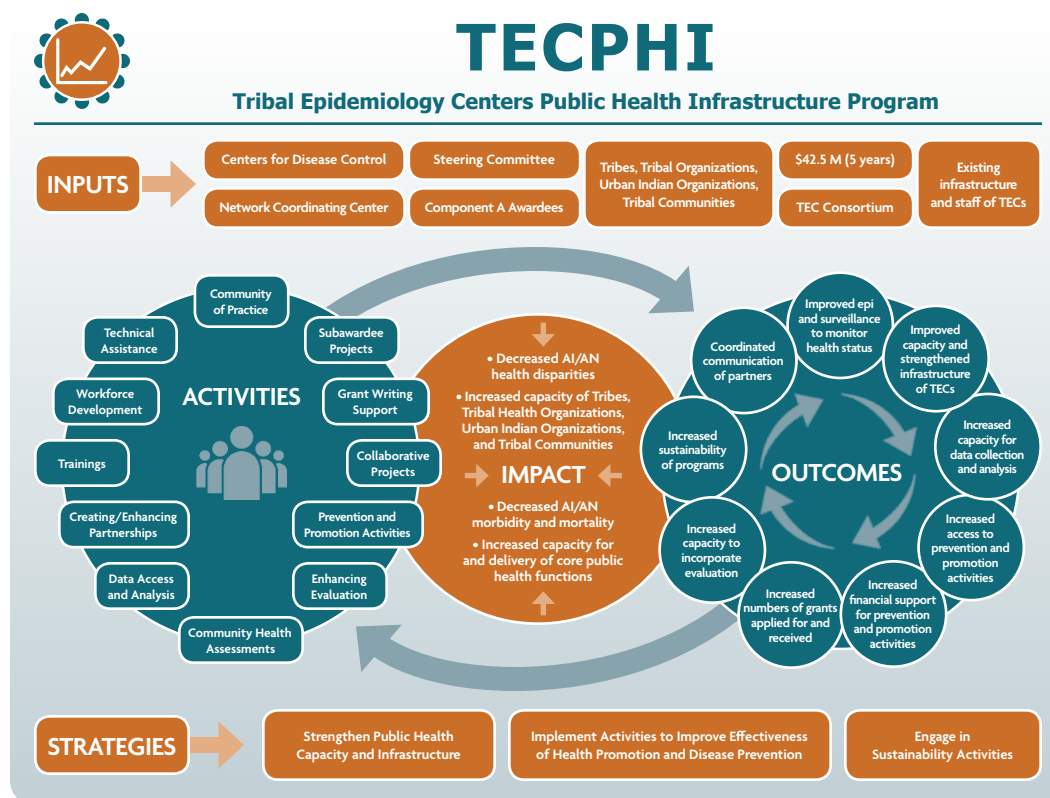 TECPHI
Tribal Epidemiology Centers Public Health Infrastructure Program
INPUTS
Centers for Disease Control
Network Coordinating Center
Steering Committee
Component A Awardees
Tribes, Tribal Organizations,
Urban Indian Organizations,
Tribal Communities
$42.5 M (5 years)
TEC Consortium
Existing
infrastructure
and staff of TECs
ACTIVITIES
Community
of Practice
Subawardee
Projects
Grant Writing
Support
Collaborative
Projects
Prevention and
Promotion Activities
Enhancing
Evaluation
Community Health
Assessments
Data Access
and Analysis
Creating/Enhancing
Partnerships
Trainings
Workforce
Development
Technical
Assistance
• Decreased AI/AN
health disparities
• Increased capacity of Tribes,
Tribal Health Organizations,
Urban Indian Organizations,
and Tribal Communities
IMPACT
• Decreased AI/AN
morbidity and mortality
• Increased capacity for
and delivery of core public
health functions
OUTCOMES
Improved epi
and surveillance
to monitor
health status
Improved
capacity and
strengthened
infrastructure
of TECs
Increased
capacity for
data collection
and analysis
Increased
access to
prevention and
promotion
activities
Increased
financial support
for prevention
and promotion
activities
Increased
numbers of grants
applied for and
received
Increased
capacity to
incorporate
evaluation
Increased
sustainability
of programs
Coordinated
communication
of partners
STRATEGIES
Strengthen Public Health
Capacity and Infrastructure
Implement Activities to Improve Effectiveness
of Health Promotion and Disease Prevention
Engage in
Sustainability Activities